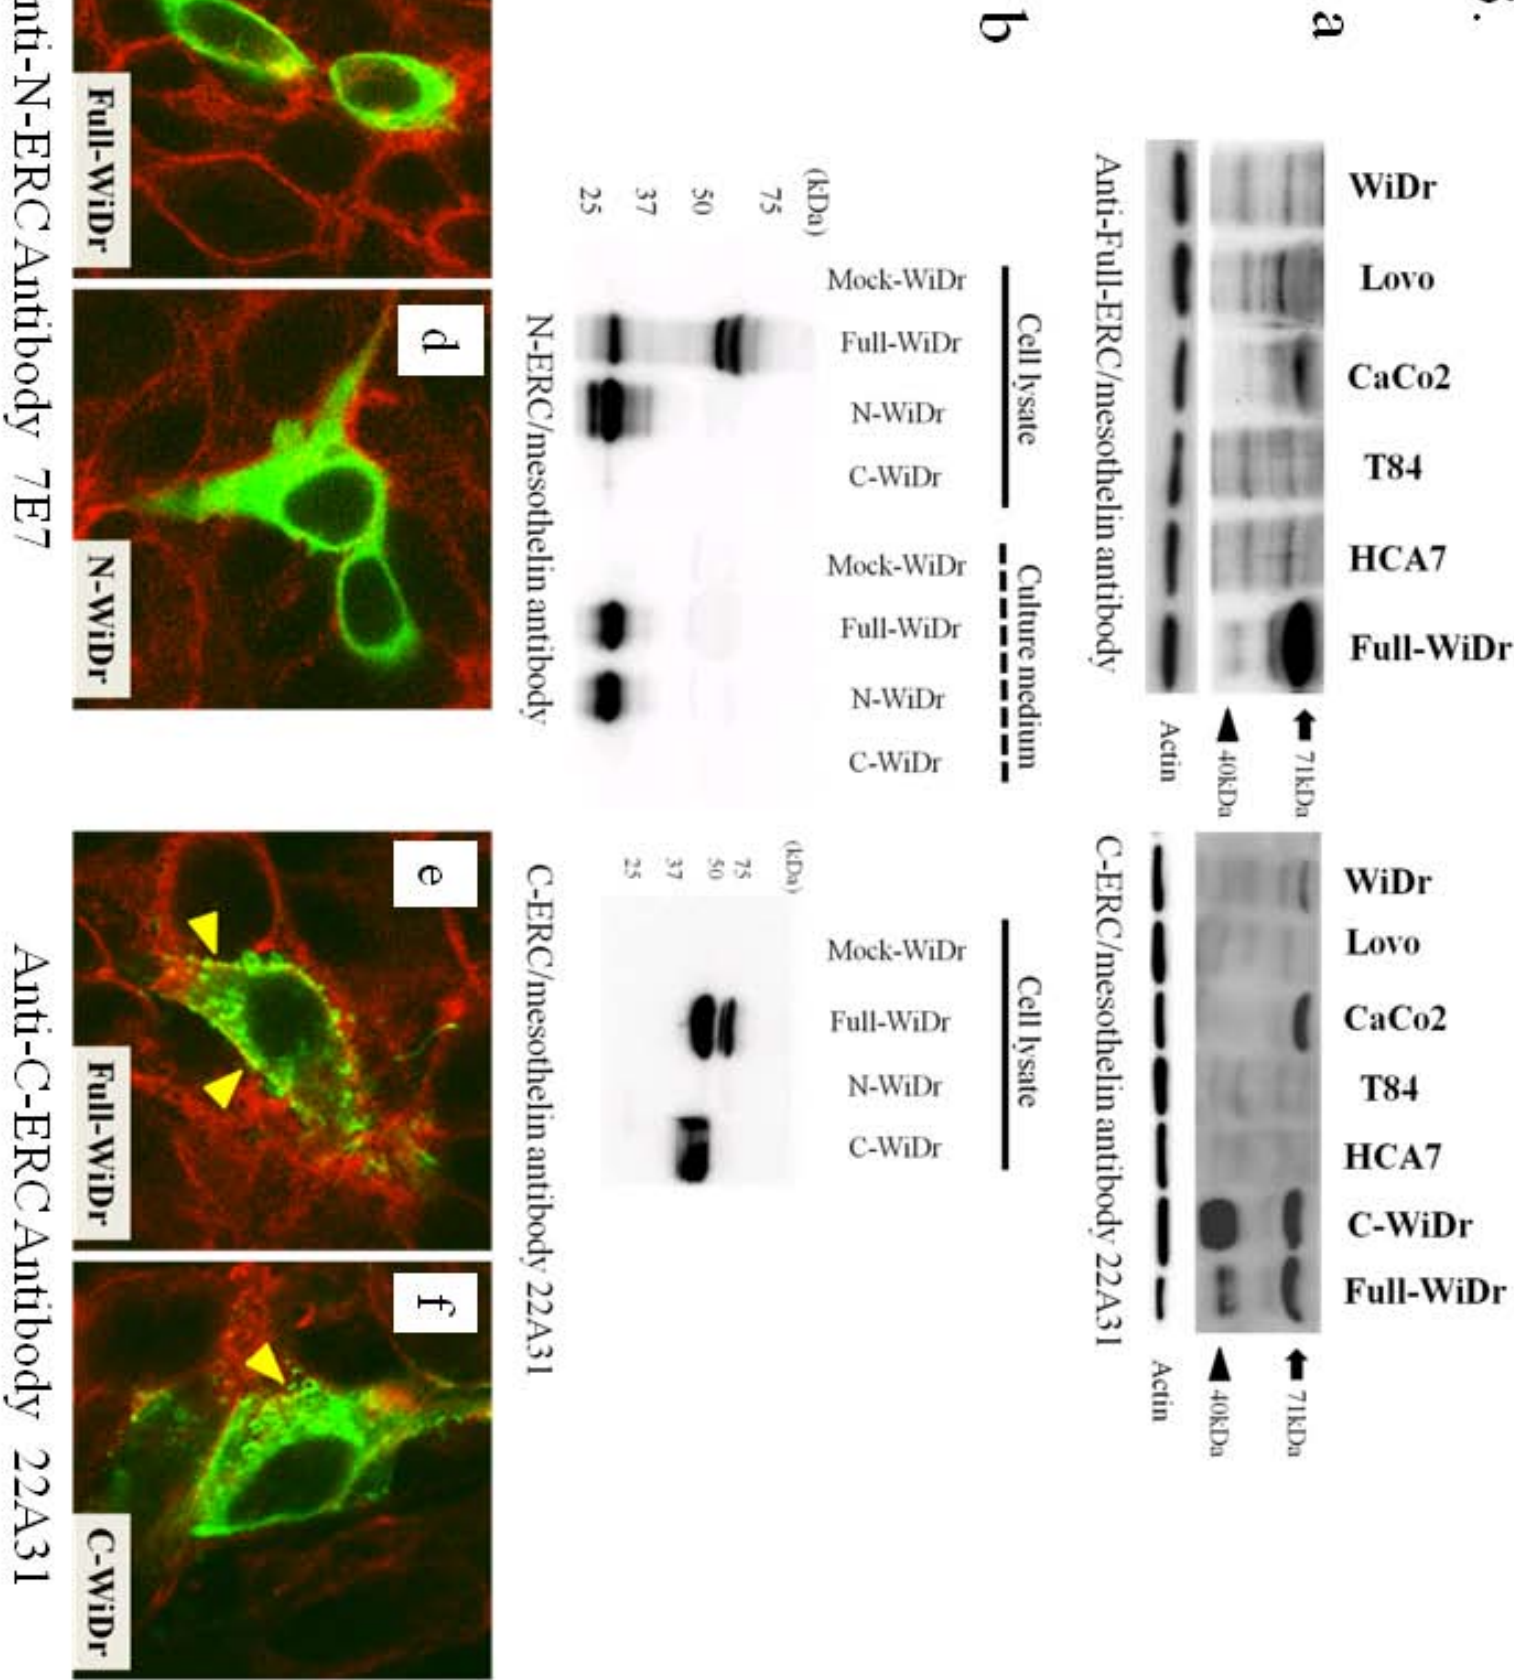 a
WiDr
Lovo
CaCo2
T84
HCA7
Full-WiDr
71kDa
40kDa
Actin
Anti-Full-ERC/mesothelin antibody
WiDr
Lovo
CaCo2
T84
HCA7
C-WiDr
Full-WiDr
71kDa
40kDa
Actin
C-ERC/mesothelin antibody 22A31
b
Cell lysate
Culture medium
Mock-WiDr
Full-WiDr
N-WiDr
C-WiDr
Mock-WiDr
Full-WiDr
N-WiDr
C-WiDr
(kDa)
75
50
37
25
N-ERC/mesothelin antibody
Cell lysate
Mock-WiDr
Full-WiDr
N-WiDr
C-WiDr
(kDa)
75
50
37
25
C-ERC/mesothelin antibody 22A31
Full-WiDr
d
N-WiDr
e
Full-WiDr
f
C-WiDr
nti-N-ERC Antibody 7E7
Anti-C-ERC Antibody 22A31